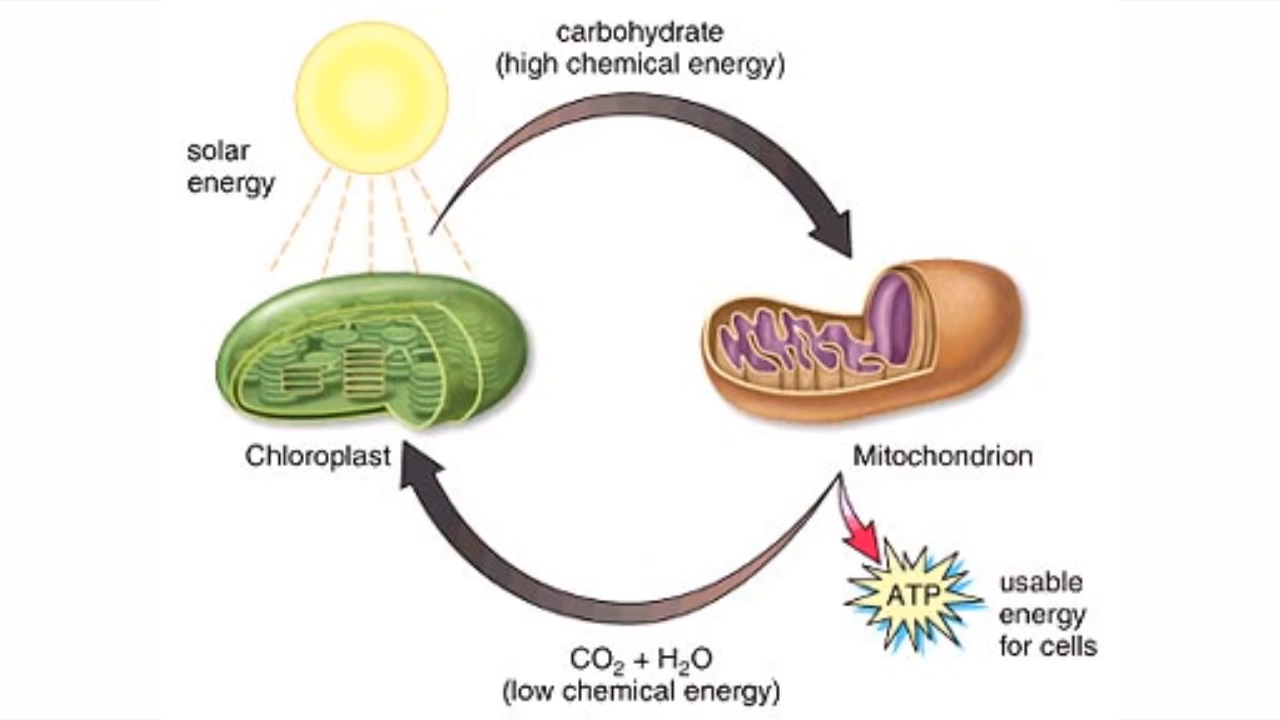 carbohydrate
(high chemical energy)
solar
energy
Chloroplast
Mitochondrion
ATP
usable
energy
for cells
CO₂ + H₂O
(low chemical energy)